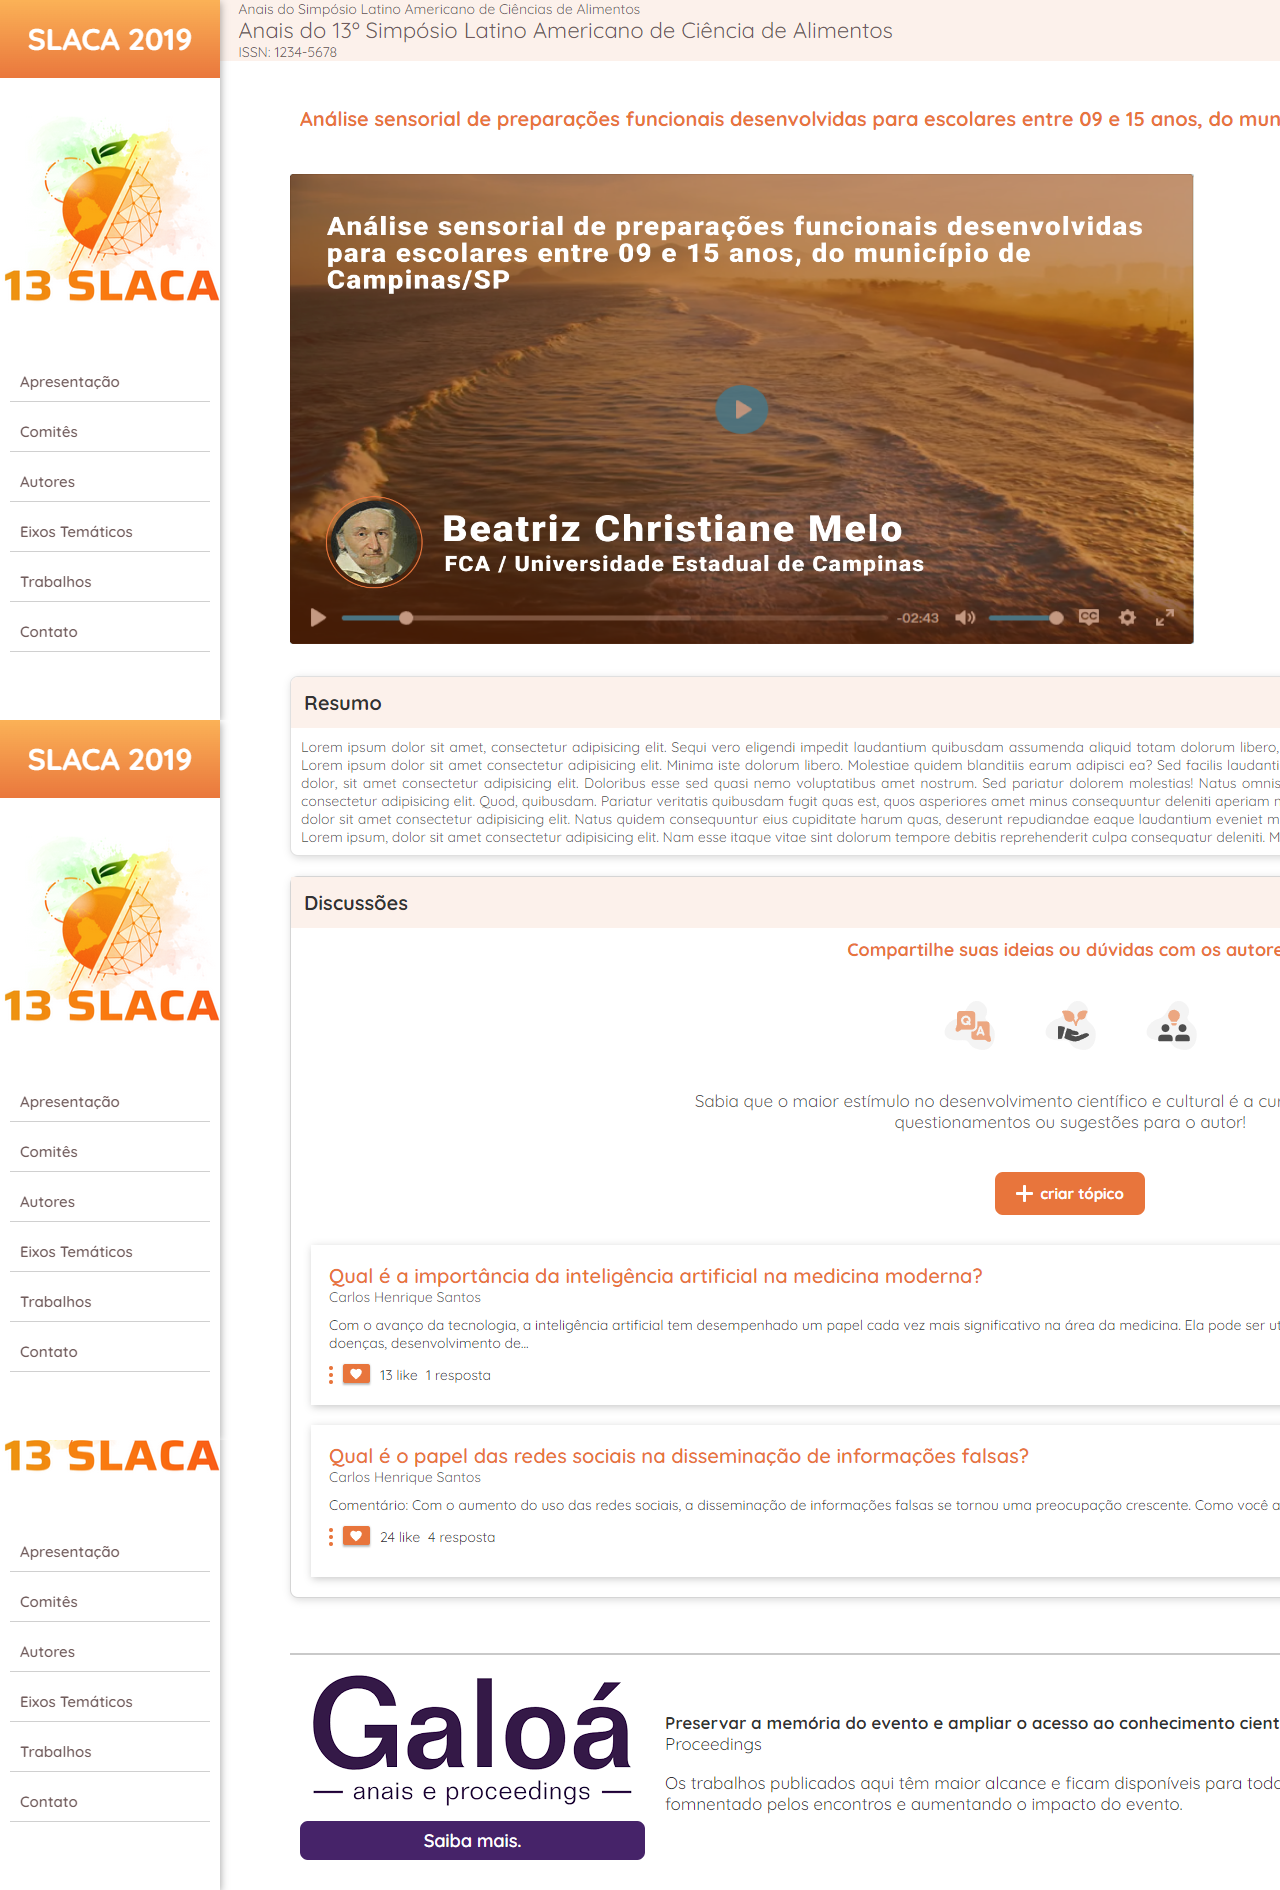 SLACA 2019
Anais do Simpósio Latino Americano de Ciências de Alimentos
Anais do 13º Simpósio Latino Americano de Ciência de Alimentos
ISSN: 1234-5678
13 SLACA
Apresentação
Comitês
Autores
Eixos Temáticos
Trabalhos
Contato
Análise sensorial de preparações funcionais desenvolvidas para escolares entre 09 e 15 anos, do mun
Análise sensorial de preparações funcionais desenvolvidas
para escolares entre 09 e 15 anos, do município de
Campinas/SP
Beatriz Christiane Melo
FCA / Universidade Estadual de Campinas
-02:43
CC
Resumo
Lorem ipsum dolor sit amet, consectetur adipisicing elit. Sequi vero eligendi impedit laudantium quibusdam assumenda aliquid totam dolorum libero,
Lorem ipsum dolor sit amet consectetur adipisicing elit. Minima iste dolorum libero. Molestiae quidem blanditiis earum adipisci ea? Sed facilis laudanti
dolor, sit amet consectetur adipisicing elit. Doloribus esse sed quasi nemo voluptatibus amet nostrum. Sed pariatur dolorem molestias! Natus omnis
consectetur adipisicing elit. Quod, quibusdam. Pariatur veritatis quibusdam fugit quas est, quos asperiores amet minus consequuntur deleniti aperiam
dolor sit amet consectetur adipisicing elit. Natus quidem consequuntur eius cupiditate harum quas, deserunt repudiandae eaque laudantium eveniet
Lorem ipsum, dolor sit amet consectetur adipisicing elit. Nam esse itaque vitae sint dolorum tempore debitis reprehenderit culpa consequatur deleniti. M
SLACA 2019
13 SLACA
Apresentação
Comitês
Autores
Eixos Temáticos
Trabalhos
Contato
Discussões
Compartilhe suas ideias ou dúvidas com os autore
Q A
Sabia que o maior estímulo no desenvolvimento científico e cultural é a cu
questionamentos ou sugestões para o autor!
criar tópico
Qual é a importância da inteligência artificial na medicina moderna?
Carlos Henrique Santos
Com o avanço da tecnologia, a inteligência artificial tem desempenhado um papel cada vez mais significativo na área da medicina. Ela pode ser ut
doenças, desenvolvimento de...
13 like 1 resposta
Qual é o papel das redes sociais na disseminação de informações falsas?
Carlos Henrique Santos
Comentário: Com o aumento do uso das redes sociais, a disseminação de informações falsas se tornou uma preocupação crescente. Como você a
24 like 4 resposta
13 SLACA
Apresentação
Comitês
Autores
Eixos Temáticos
Trabalhos
Contato
Galoá
anais e proceedings
Saiba mais.
Preservar a memória do evento e ampliar o acesso ao conhecimento cient
Proceedings
Os trabalhos publicados aqui têm maior alcance e ficam disponíveis para toda
fomnentado pelos encontros e aumentando o impacto do evento.